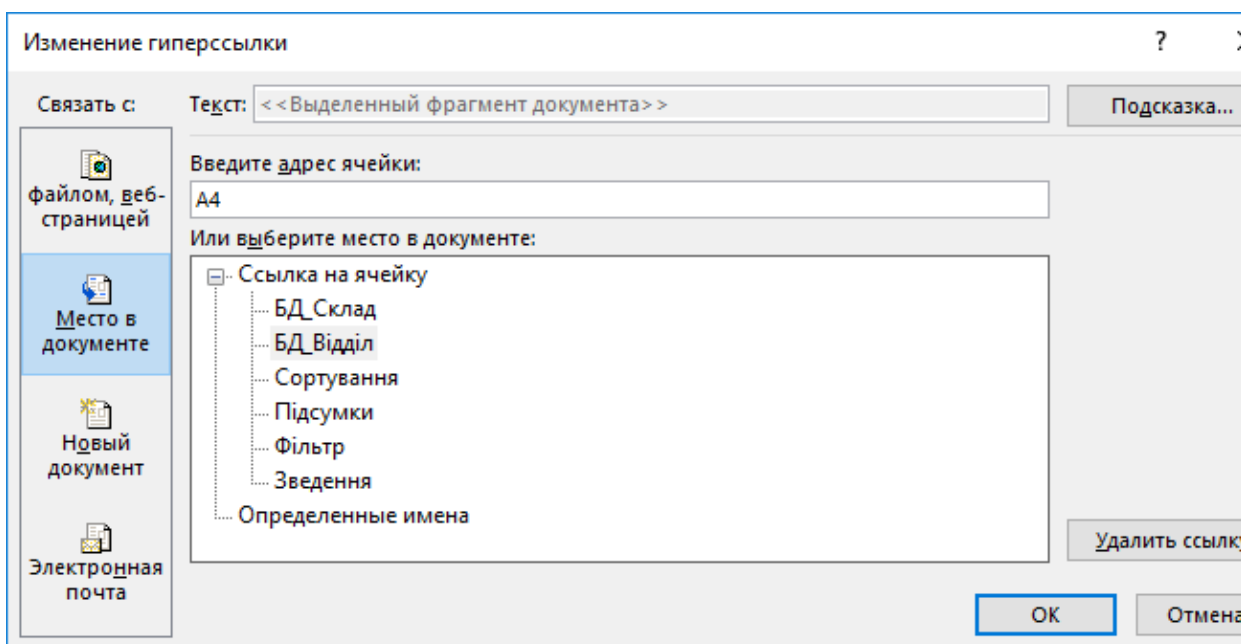 Изменение гиперссылки ?
Связать с: Текст: <<Выделенный фрагмент документа>> Подсказка...
файлом, веб-
страницей
Введите адрес ячейки:
A4
Или выберите место в документе:
Место в
документе
Ссылка на ячейку
БД_Склад
БД_Відділ
Сортування
Підсумки
Фільтр
Зведення
Определенные имена
Новый
документ
Электронная
почта
Удалить ссылку
ОК Отмена